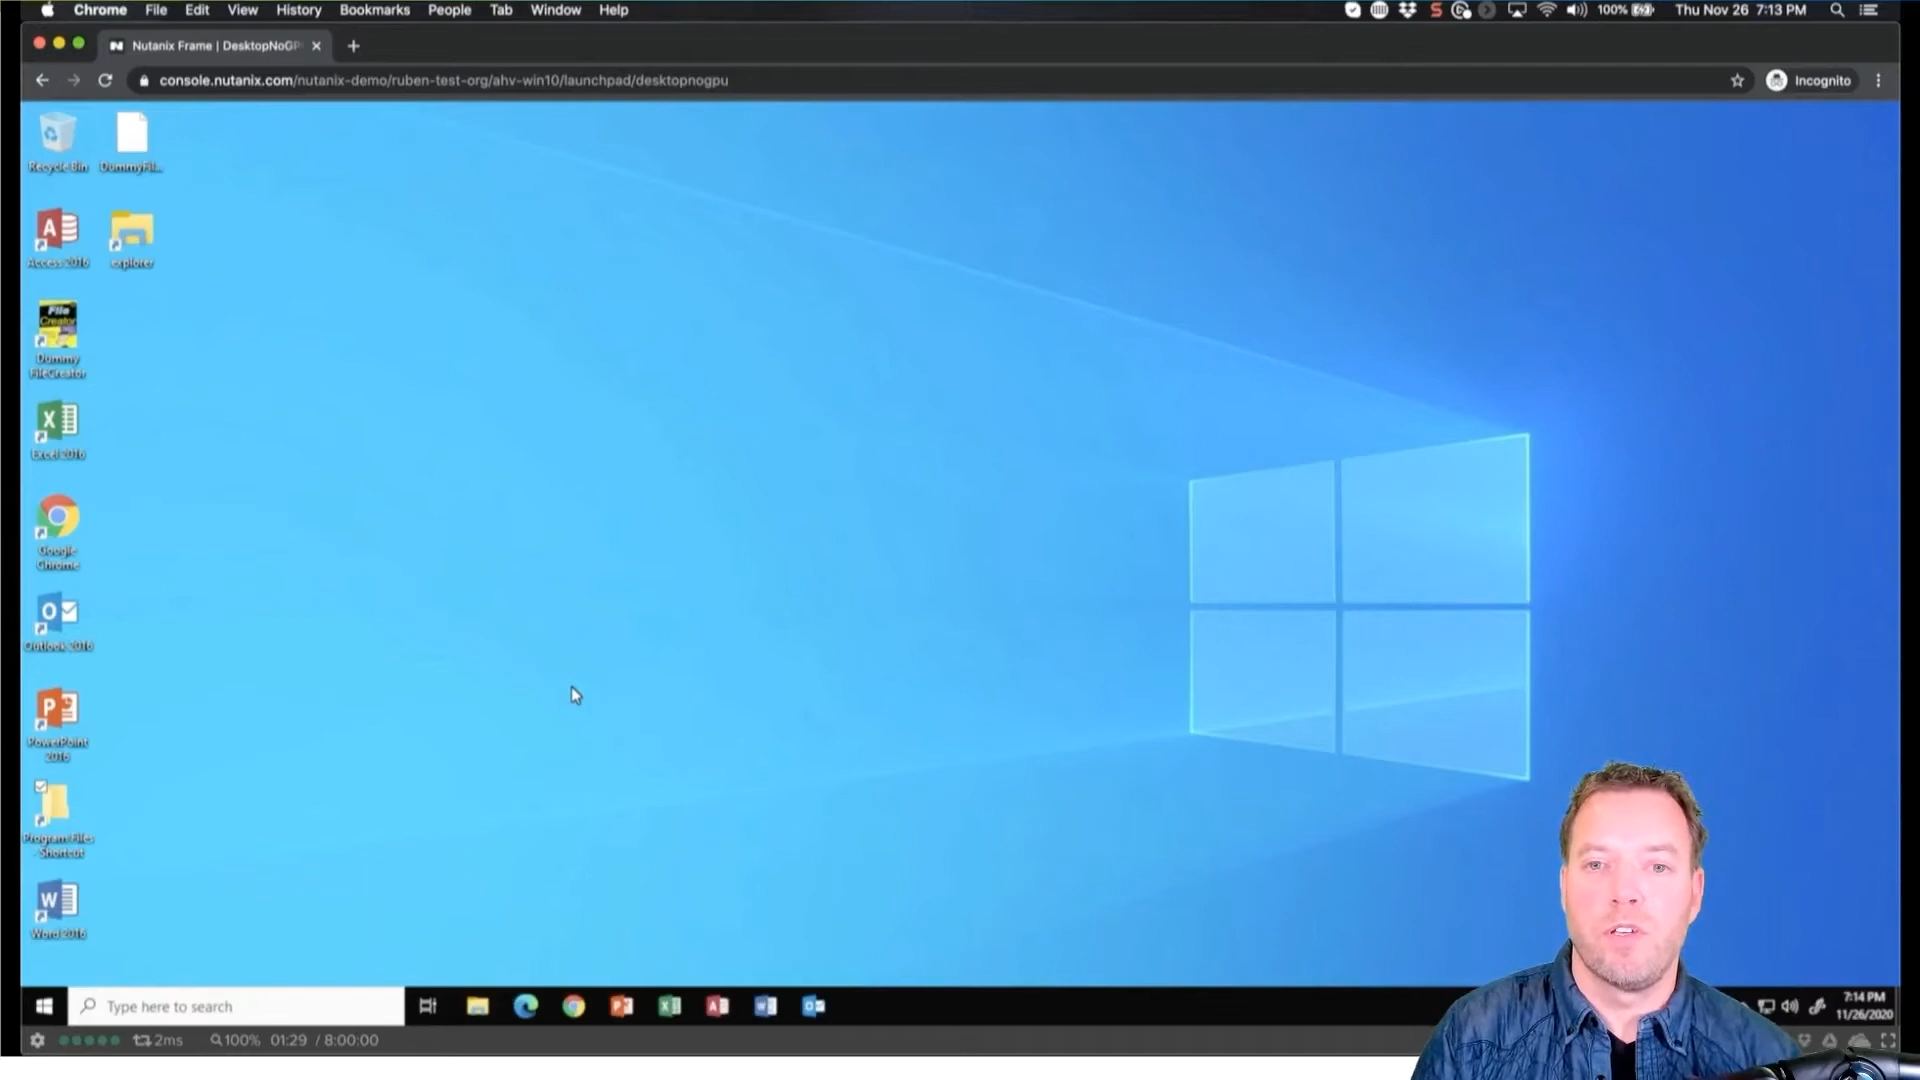 Chrome File Edit View History Bookmarks People Tab Window Help
100% Thu Nov 26 7:13 PM
Nutanix Frame | DesktopNoGP
console.nutanix.com/nutanix-demo/ruben-test-org/ahv-win10/launchpad/desktopnogpu
Incognito
Recycle Bin
DummyFil...
Access 2016
explorer
File
Creator
Dummy
FileCreator
Excel 2016
Google
Chrome
Outlook 2016
PowerPoint
2016
Program Files
- Shortcut
Word 2016
Type here to search
7:14 PM
11/26/2020
2ms 100% 01:29 / 8:00:00